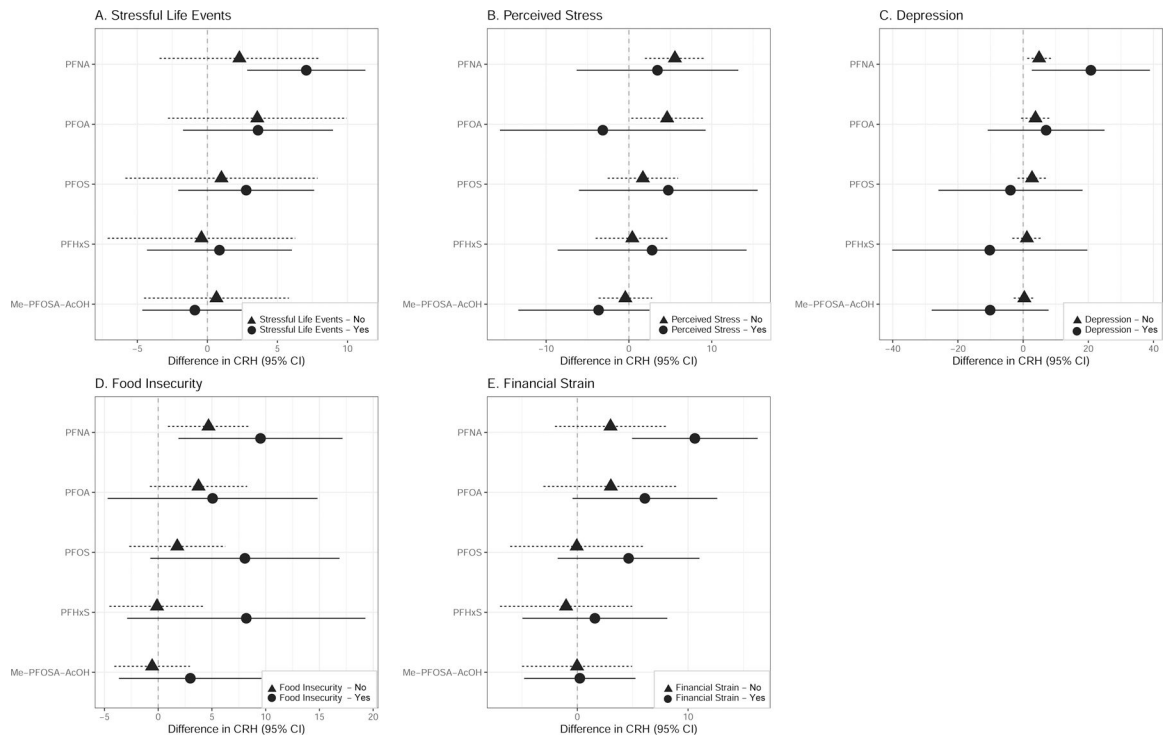 A. Stressful Life Events
PFNA
PFOA
PFOS
PFHxS
Me−PFOSA−AcOH
Stressful Life Events − No
Stressful Life Events − Yes
−5 0 5 10
Difference in CRH (95% CI)
B. Perceived Stress
PFNA
PFOA
PFOS
PFHxS
Me−PFOSA−AcOH
Perceived Stress − No
Perceived Stress − Yes
−10 0 10
Difference in CRH (95% CI)
C. Depression
PFNA
PFOA
PFOS
PFHxS
Me−PFOSA−AcOH
Depression − No
Depression − Yes
−40 −20 0 20 40
Difference in CRH (95% CI)
D. Food Insecurity
PFNA
PFOA
PFOS
PFHxS
Me−PFOSA−AcOH
Food Insecurity − No
Food Insecurity − Yes
−5 0 5 10 15 20
Difference in CRH (95% CI)
E. Financial Strain
PFNA
PFOA
PFOS
PFHxS
Me−PFOSA−AcOH
Financial Strain − No
Financial Strain − Yes
0 10
Difference in CRH (95% CI)